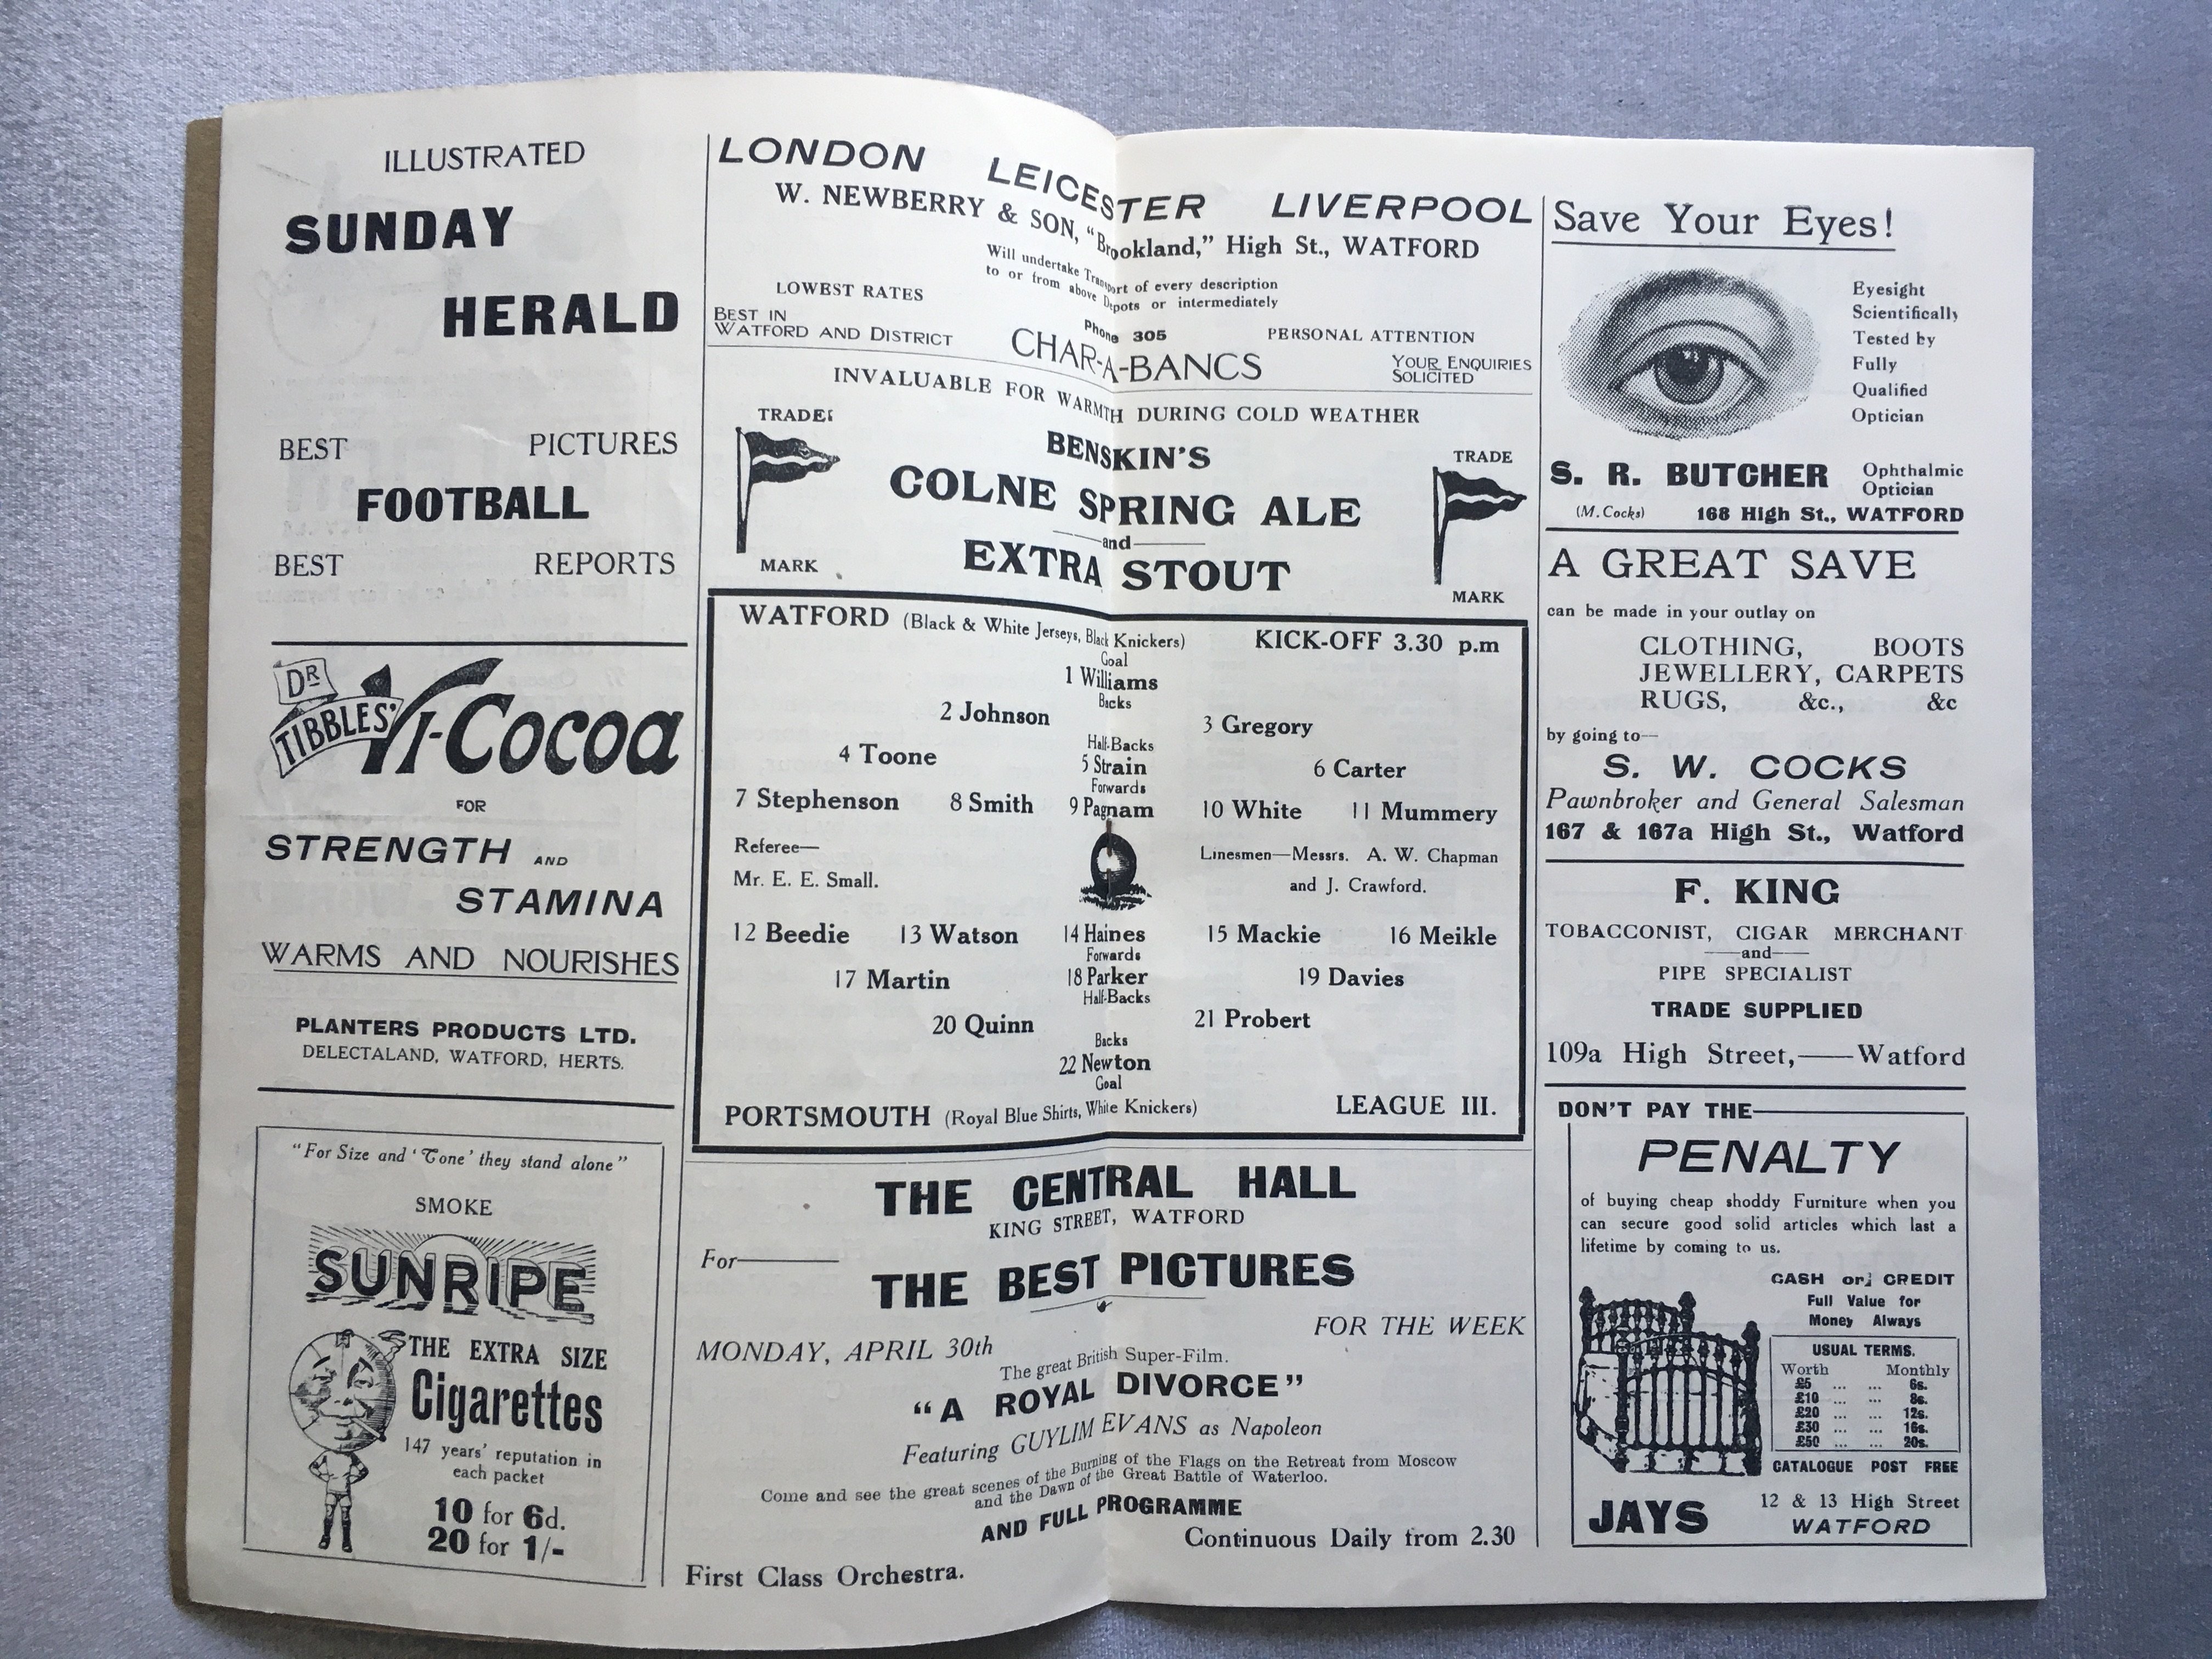 ILLUSTRATED
SUNDAY
HERALD
BEST PICTURES
FOOTBALL
BEST REPORTS
DR
TIBBLES'
Vi-Cocoa
FOR
STRENGTH AND
STAMINA
WARMS AND NOURISHES
PLANTERS PRODUCTS LTD.
DELECTALAND, WATFORD, HERTS.
"For Size and 'Tone' they stand alone"
SMOKE
SUNRIPE
THE EXTRA SIZE
Cigarettes
147 years' reputation in
each packet
10 for 6d.
20 for 1/-
LONDON LEICESTER LIVERPOOL
W. NEWBERRY & SON, "Brookland," High St., WATFORD
Will undertake Transport of every description
to or from above Depots or intermediately
LOWEST RATES
Phone 305
PERSONAL ATTENTION
BEST IN
WATFORD AND DISTRICT
CHAR-A-BANCS
YOUR ENQUIRIES
SOLICITED
INVALUABLE FOR WARMTH DURING COLD WEATHER
TRADE
MARK
BENSKIN'S
COLNE SPRING ALE
and
EXTRA STOUT
TRADE
MARK
WATFORD (Black & White Jerseys, Black Knickers) KICK-OFF 3.30 p.m
Goal
1 Williams
Backs
2 Johnson 3 Gregory
Half-Backs
4 Toone 5 Strain 6 Carter
Forwards
7 Stephenson 8 Smith 9 Pagnam 10 White 11 Mummery
Referee—
Mr. E. E. Small.
Linesmen—Messrs. A. W. Chapman
and J. Crawford.
12 Beedie 13 Watson 14 Haines 15 Mackie 16 Meikle
Forwards
17 Martin 18 Parker 19 Davies
Half-Backs
20 Quinn 21 Probert
Backs
22 Newton
Goal
PORTSMOUTH (Royal Blue Shirts, White Knickers) LEAGUE III.
THE CENTRAL HALL
KING STREET, WATFORD
For—
THE BEST PICTURES
FOR THE WEEK
MONDAY, APRIL 30th
The great British Super-Film.
"A ROYAL DIVORCE"
Featuring GUYLIM EVANS as Napoleon
Come and see the great scenes of the Burning of the Flags on the Retreat from Moscow
and the Dawn of the Great Battle of Waterloo.
AND FULL PROGRAMME
Continuous Daily from 2.30
First Class Orchestra.
Save Your Eyes!
Eyesight
Scientifically
Tested by
Fully
Qualified
Optician
S. R. BUTCHER Ophthalmic
Optician
(M. Cocks) 168 High St., WATFORD
A GREAT SAVE
can be made in your outlay on
CLOTHING, BOOTS
JEWELLERY, CARPETS
RUGS, &c., &c
by going to—
S. W. COCKS
Pawnbroker and General Salesman
167 & 167a High St., Watford
F. KING
TOBACCONIST, CIGAR MERCHANT
—and—
PIPE SPECIALIST
TRADE SUPPLIED
109a High Street,—Watford
DON'T PAY THE—
PENALTY
of buying cheap shoddy Furniture when you
can secure good solid articles which last a
lifetime by coming to us.
CASH or CREDIT
Full Value for
Money Always
USUAL TERMS.
Worth Monthly
£5 ... ... 6s.
£10 ... ... 8s.
£20 ... ... 12s.
£30 ... ... 16s.
£50 ... ... 20s.
CATALOGUE POST FREE
JAYS
12 & 13 High Street
WATFORD